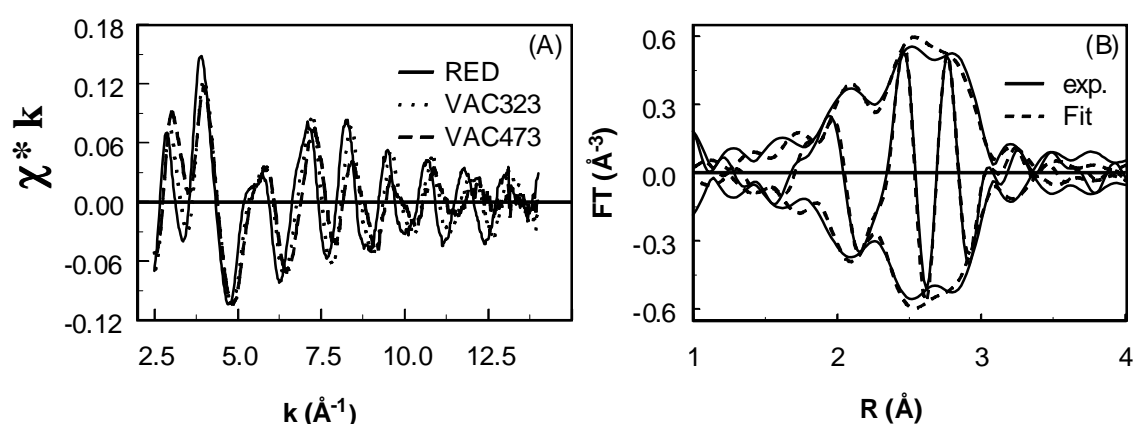 (A)
RED
VAC323
VAC473
χ* k
0.18
0.12
0.06
0.00
-0.06
-0.12
2.5 5.0 7.5 10.0 12.5
k (Å-1)
(B)
exp.
Fit
FT (Å-3)
0.6
0.3
0.0
-0.3
-0.6
1 2 3 4
R (Å)